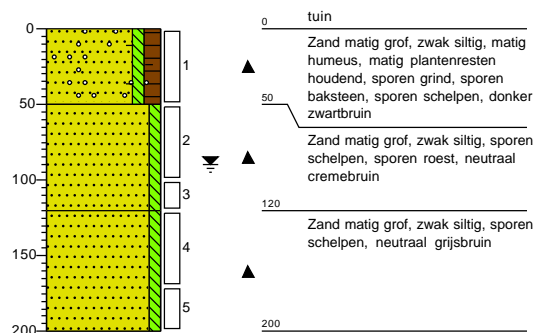 0
50
100
150
200
1
2
3
4
5
0
tuin
Zand matig grof, zwak siltig, matig
humeus, matig plantenresten
houdend, sporen grind, sporen
baksteen, sporen schelpen, donker
zwartbruin
50
Zand matig grof, zwak siltig, sporen
schelpen, sporen roest, neutraal
cremebruin
120
Zand matig grof, zwak siltig, sporen
schelpen, neutraal grijsbruin
200